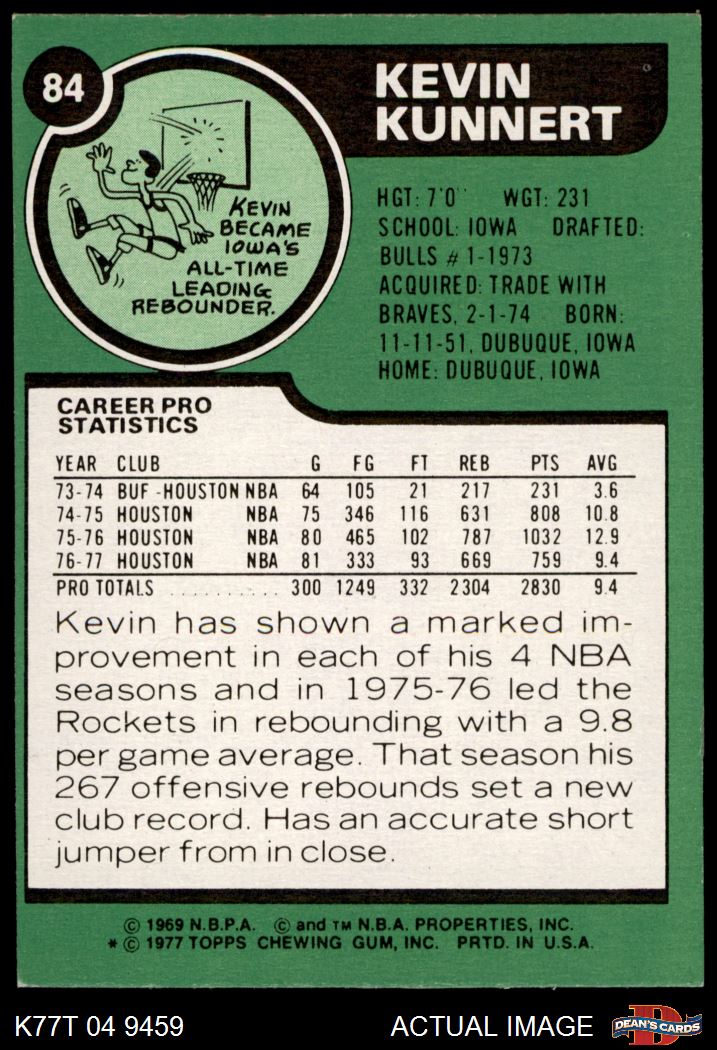 84
KEVIN
KUNNERT
KEVIN
BECAME
IOWA'S
ALL-TIME
LEADING
REBOUNDER.
HGT: 7'0" WGT: 231
SCHOOL: IOWA DRAFTED:
BULLS # 1-1973
ACQUIRED: TRADE WITH
BRAVES, 2-1-74 BORN:
11-11-51, DUBUQUE, IOWA
HOME: DUBUQUE, IOWA
CAREER PRO
STATISTICS
YEAR CLUB G FG FT REB PTS AVG
73-74 BUF -HOUSTON NBA 64 105 21 217 231 3.6
74-75 HOUSTON NBA 75 346 116 631 808 10.8
75-76 HOUSTON NBA 80 465 102 787 1032 12.9
76-77 HOUSTON NBA 81 333 93 669 759 9.4
PRO TOTALS .......... 300 1249 332 2304 2830 9.4
Kevin has shown a marked im-
provement in each of his 4 NBA
seasons and in 1975-76 led the
Rockets in rebounding with a 9.8
per game average. That season his
267 offensive rebounds set a new
club record. Has an accurate short
jumper from in close.
© 1969 N.B.P.A. © and TM N.B.A. PROPERTIES, INC.
* © 1977 TOPPS CHEWING GUM, INC. PRTD. IN U.S.A.
K77T 04 9459 ACTUAL IMAGE DEAN'S CARDS